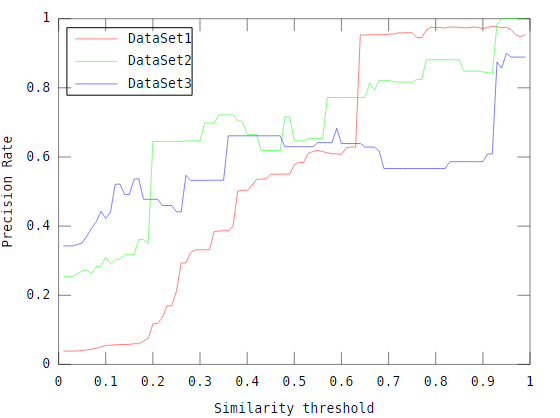 1
0.8
0.6
0.4
0.2
0
Precision Rate
DataSet1
DataSet2
DataSet3
0 0.1 0.2 0.3 0.4 0.5 0.6 0.7 0.8 0.9 1
Similarity threshold